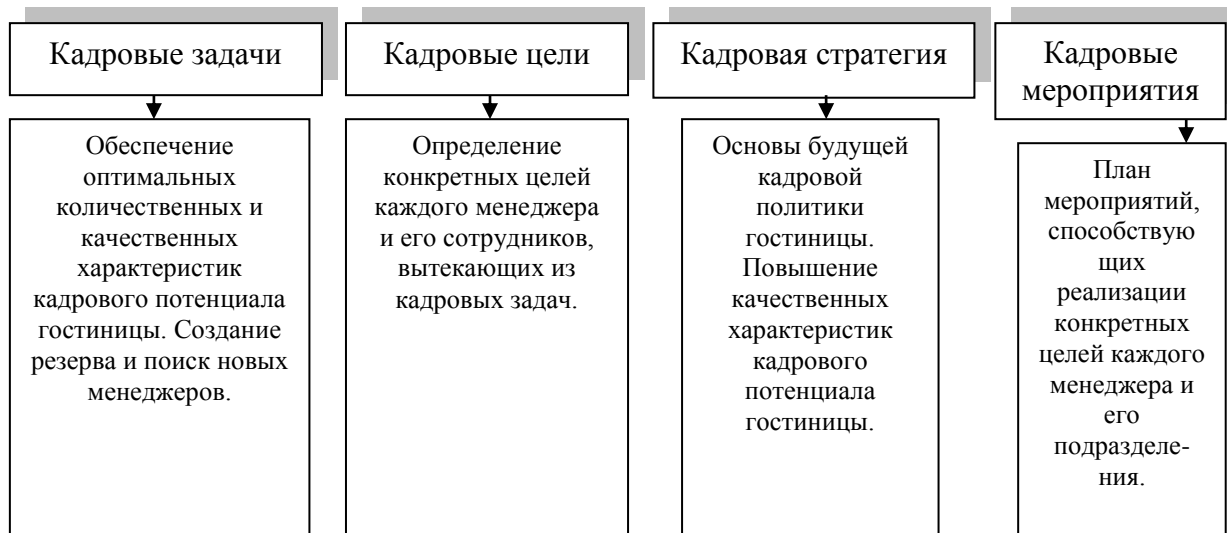 Кадровые задачи
Обеспечение
оптимальных
количественных и
качественных
характеристик
кадрового потенциала
гостиницы. Создание
резерва и поиск новых
менеджеров.
Кадровые цели
Определение
конкретных целей
каждого менеджера
и его сотрудников,
вытекающих из
кадровых задач.
Кадровая стратегия
Основы будущей
кадровой
политики
гостиницы.
Повышение
качественных
характеристик
кадрового
потенциала
гостиницы.
Кадровые
мероприятия
План
мероприятий,
способствую
щих
реализации
конкретных
целей каждого
менеджера и
его
подразделе-
ния.